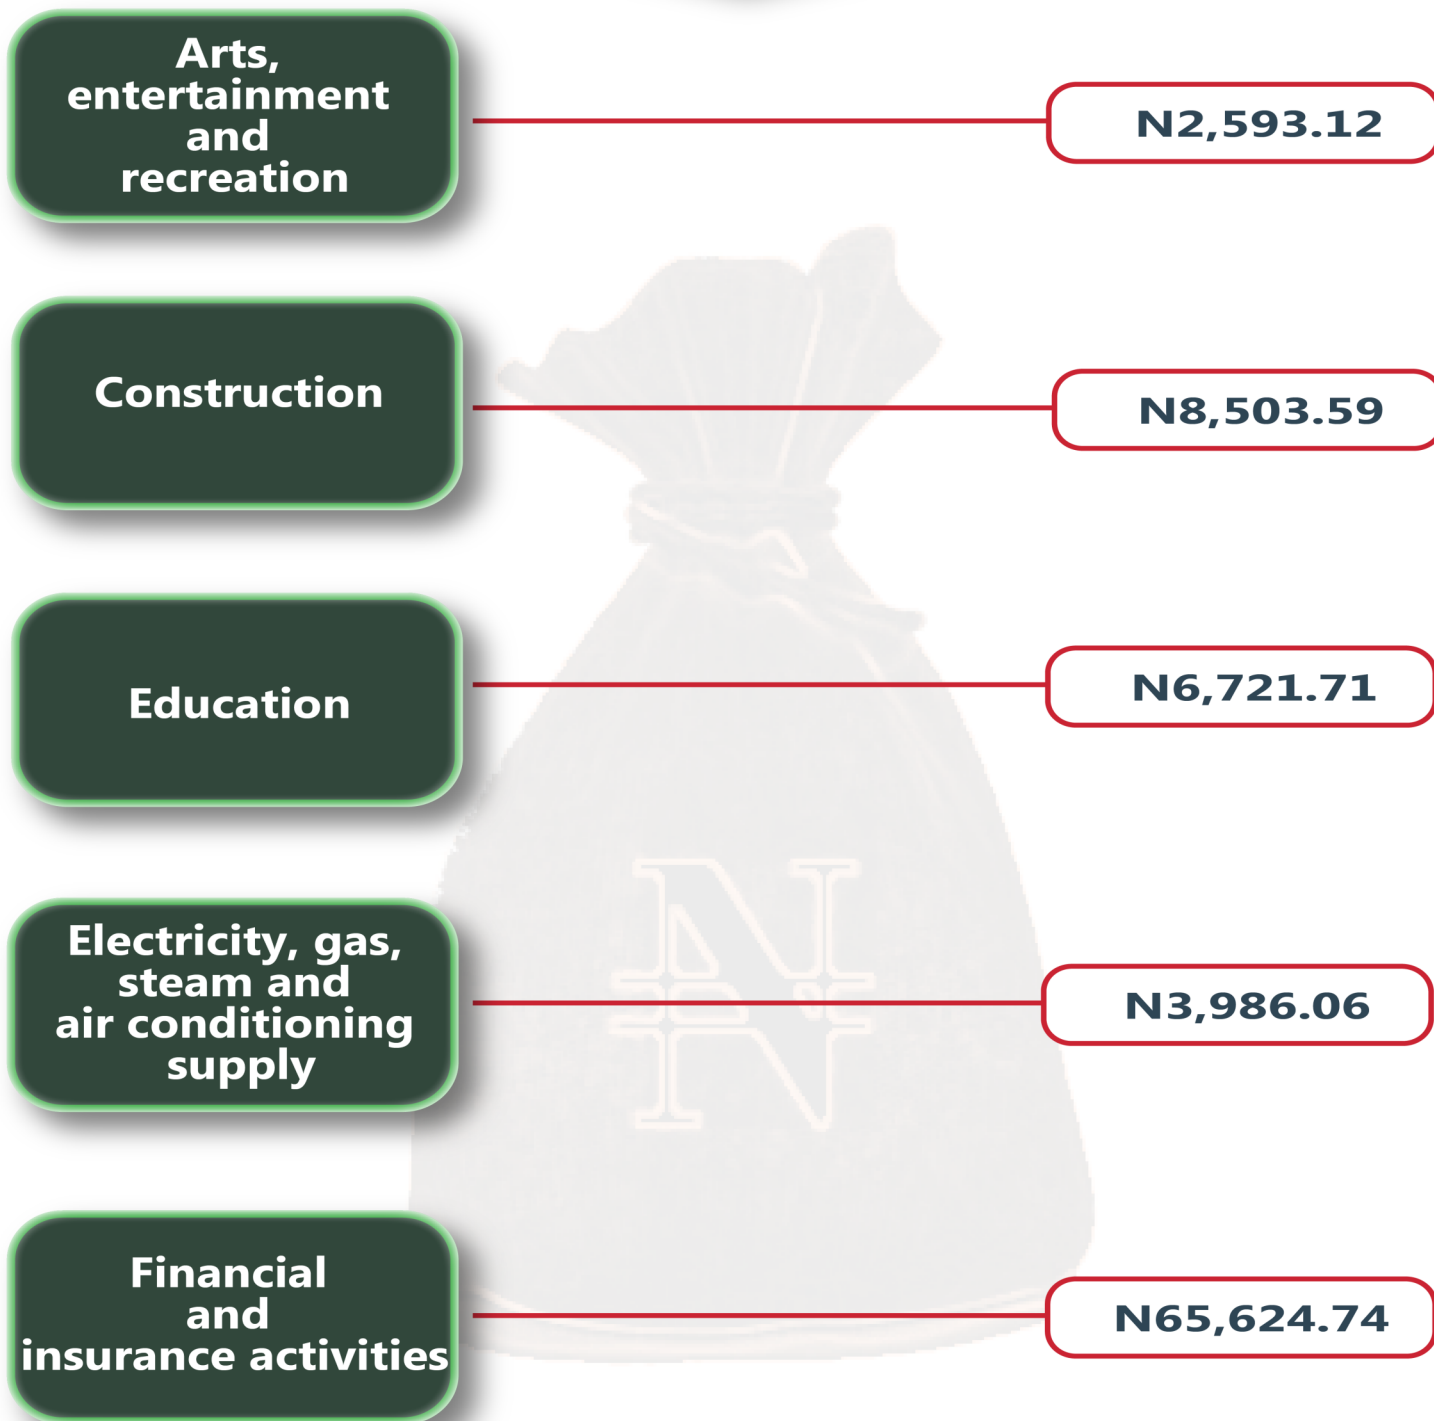 Arts,
entertainment
and
recreation
N2,593.12
Construction
N8,503.59
Education
N6,721.71
Electricity, gas,
steam and
air conditioning
supply
N3,986.06
Financial
and
insurance activities
N65,624.74
₦